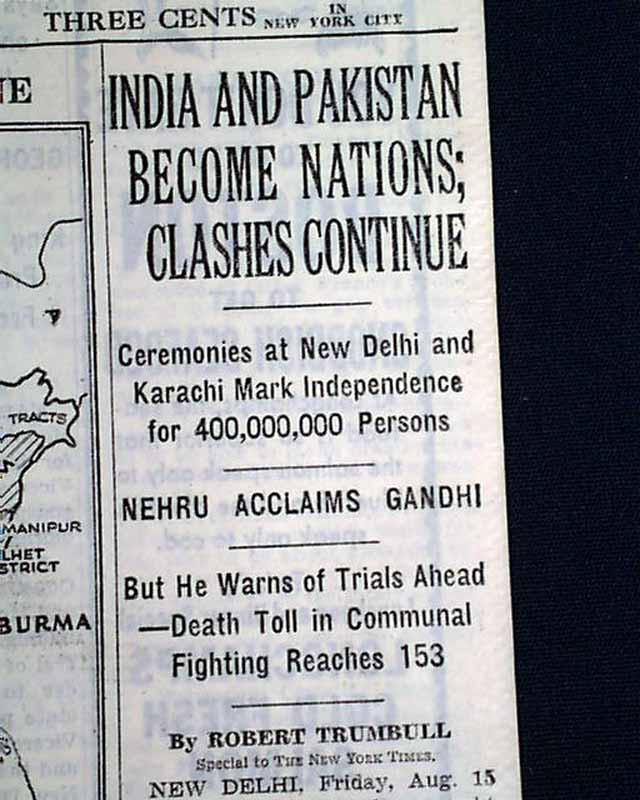 THREE CENTS IN NEW YORK CITY
INDIA AND PAKISTAN
BECOME NATIONS;
CLASHES CONTINUE
Ceremonies at New Delhi and
Karachi Mark Independence
for 400,000,000 Persons
NEHRU ACCLAIMS GANDHI
But He Warns of Trials Ahead
—Death Toll in Communal
Fighting Reaches 153
By ROBERT TRUMBULL
Special to THE NEW YORK TIMES.
NEW DELHI, Friday, Aug. 15
TRACTS
MANIPUR
BURMA